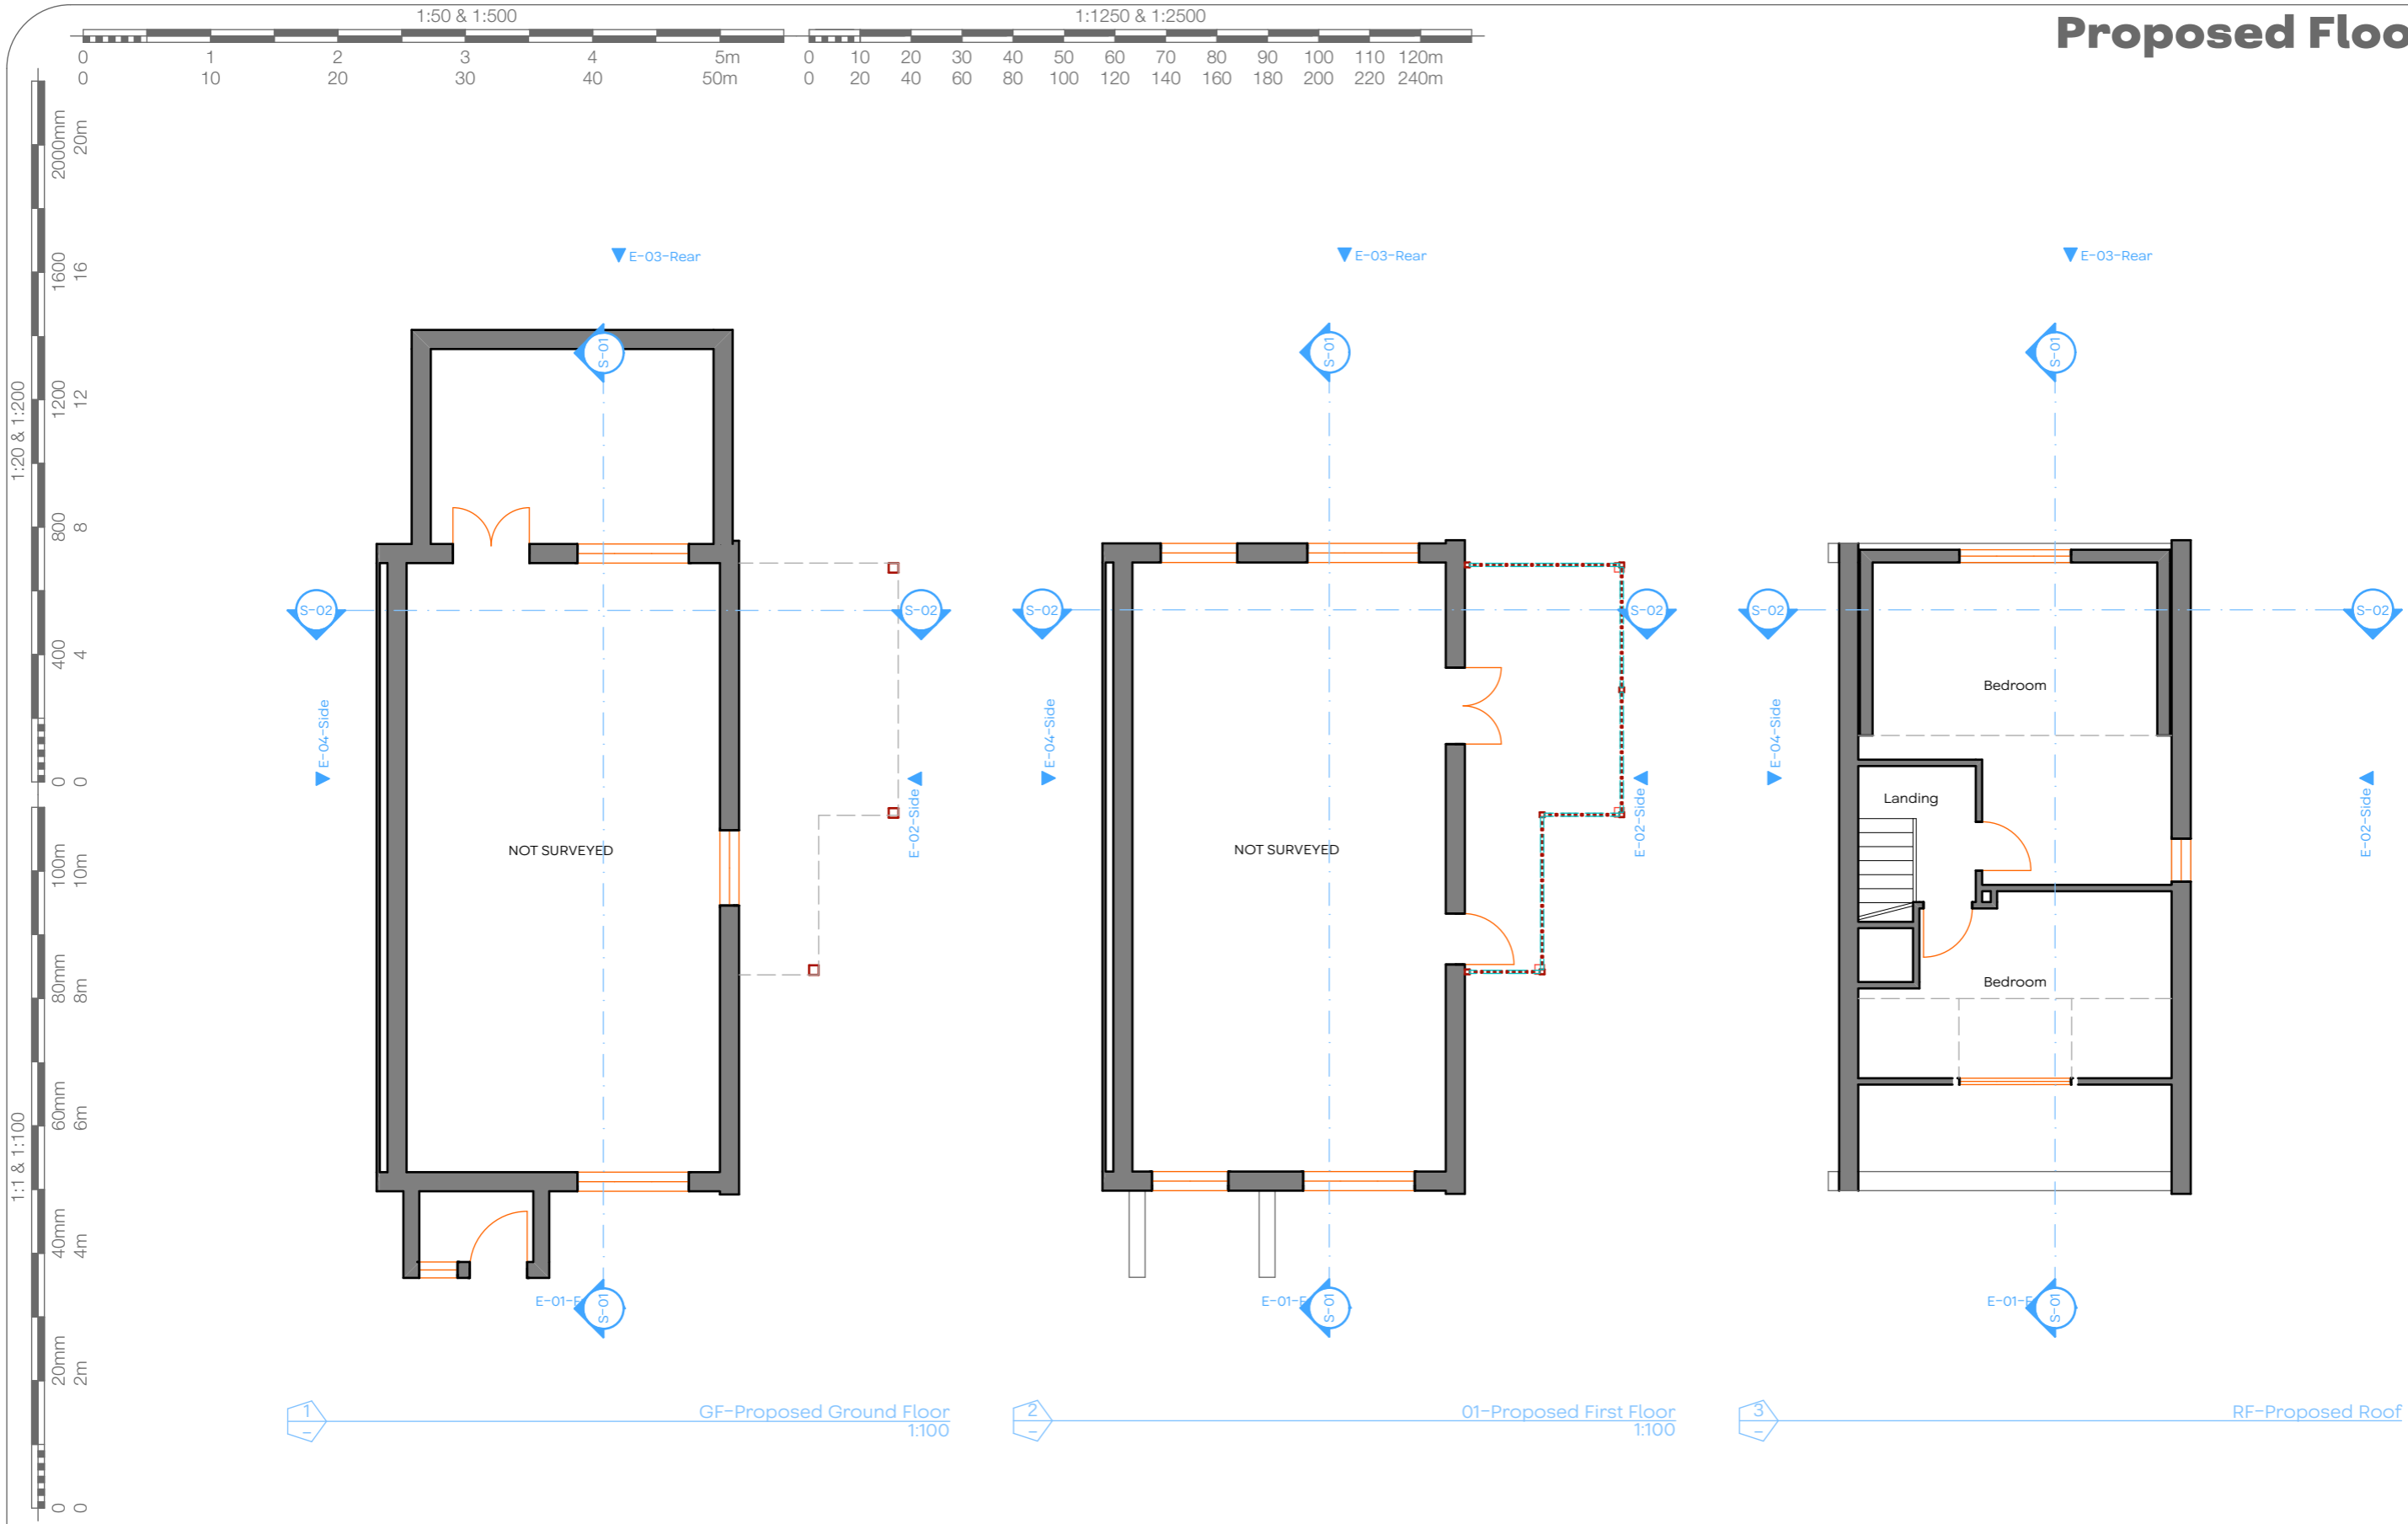 1:50 & 1:500
1:1250 & 1:2500
Proposed Floo
0 1 2 3 4 5m
0 10 20 30 40 50m
0 10 20 30 40 50 60 70 80 90 100 110 120m
0 20 40 60 80 100 120 140 160 180 200 220 240m
1:20 & 1:200
0 400 800 1200 1600 2000mm
0 4 8 12 16 20m
1:1 & 1:100
0 20mm 40mm 60mm 80mm 100m
0 2m 4m 6m 8m 10m
E-03-Rear
S-01
S-02
S-02
E-04-Side
E-02-Side
NOT SURVEYED
E-01-F
S-01
1
-
GF-Proposed Ground Floor
1:100
E-03-Rear
S-01
S-02
S-02
E-04-Side
E-02-Side
NOT SURVEYED
E-01-F
S-01
2
-
01-Proposed First Floor
1:100
E-03-Rear
S-01
S-02
S-02
Bedroom
E-04-Side
E-02-Side
Landing
Bedroom
E-01-F
S-01
3
-
RF-Proposed Roof